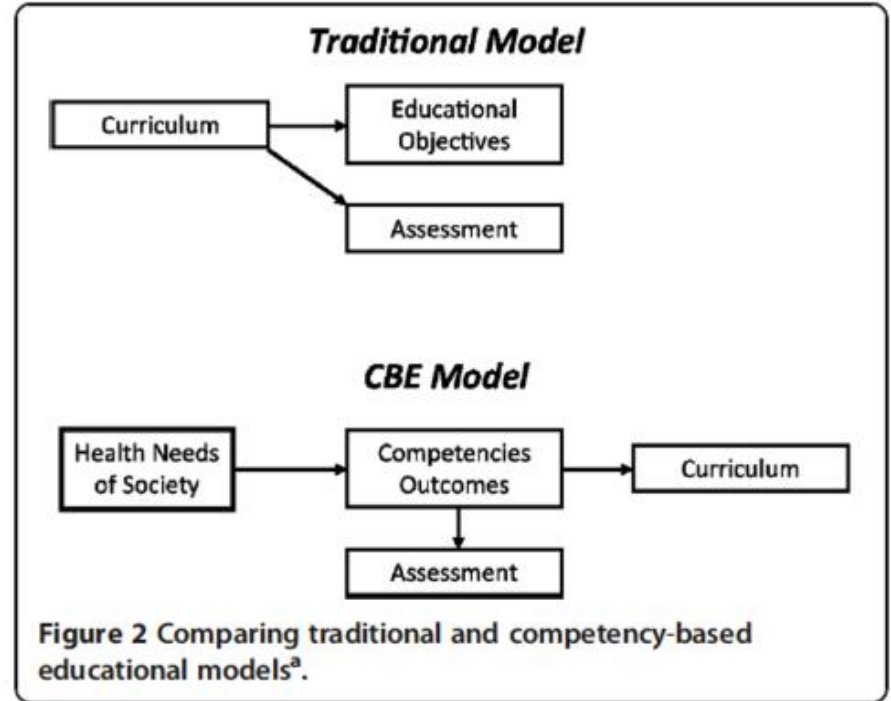 Traditional Model
Curriculum
Educational
Objectives
Assessment
CBE Model
Health Needs
of Society
Competencies
Outcomes
Curriculum
Assessment
Figure 2 Comparing traditional and competency-based
educational modelsª.